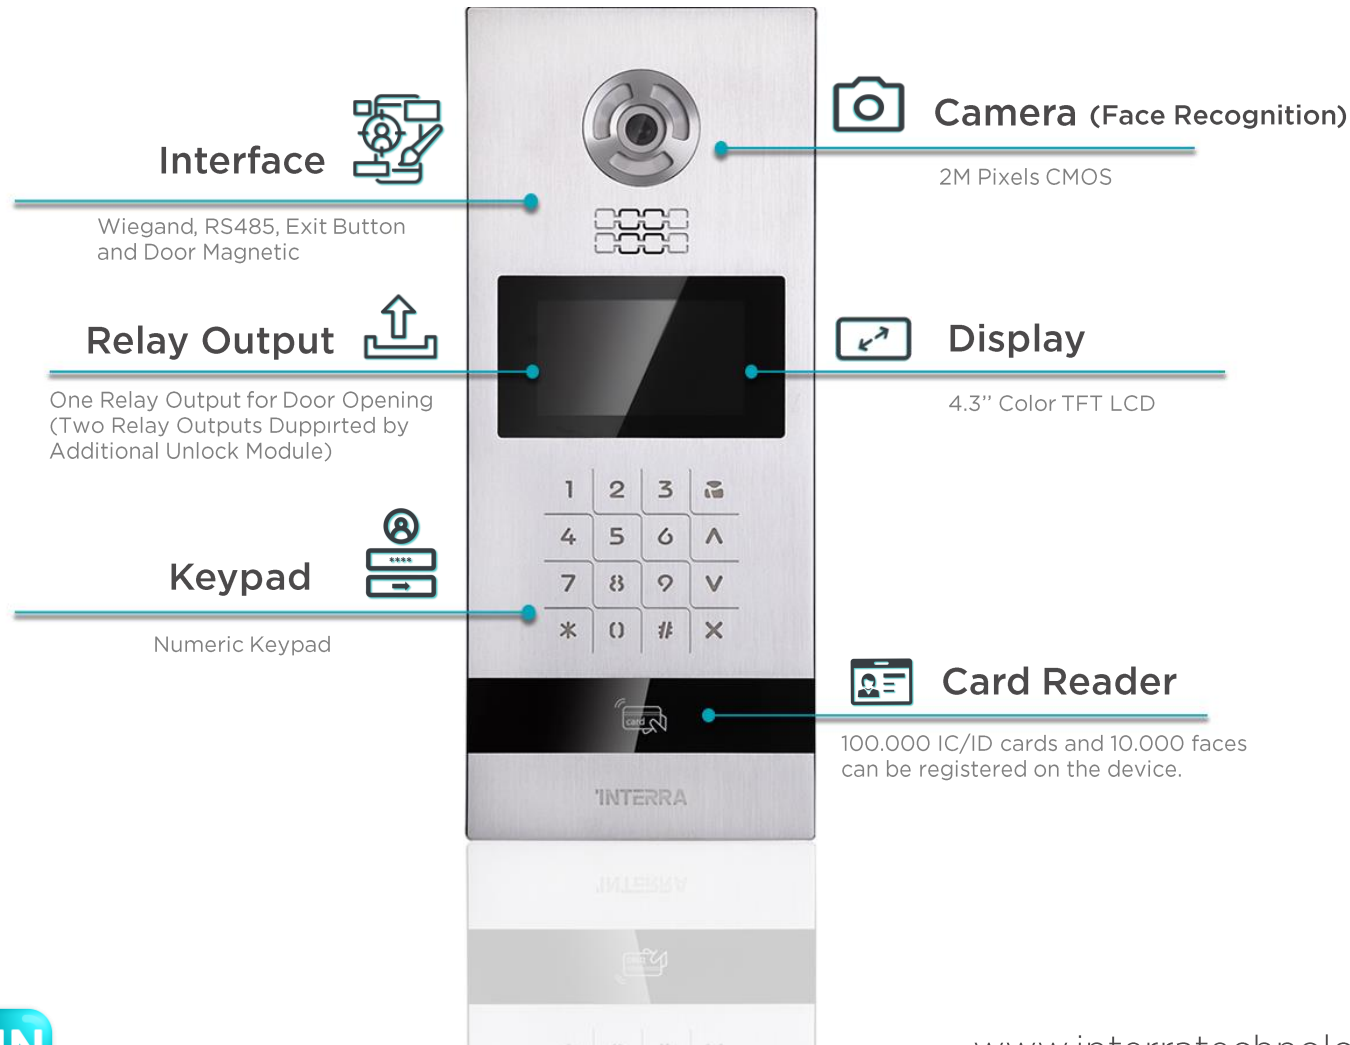 Interface
Wiegand, RS485, Exit Button
and Door Magnetic
Relay Output
One Relay Output for Door Opening
(Two Relay Outputs Duppırted by
Additional Unlock Module)
Keypad
****
Numeric Keypad
Camera (Face Recognition)
2M Pixels CMOS
Display
4.3’’ Color TFT LCD
Card Reader
100.000 IC/ID cards and 10.000 faces
can be registered on the device.
1 2 3
4 5 6
7 8 9
* 0 #
card
INTERRA
IN